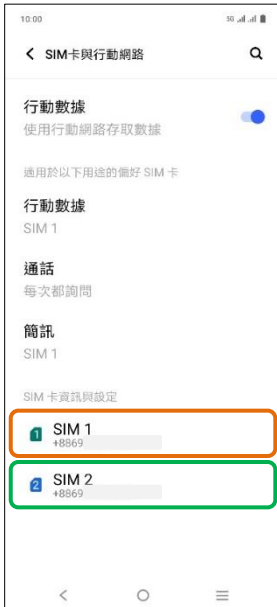 10:00
5G
SIM卡與行動網路
行動數據
使用行動網路存取數據
適用於以下用途的偏好 SIM 卡
行動數據
SIM 1
通話
每次都詢問
簡訊
SIM 1
SIM 卡資訊與設定
1 SIM 1
+8869
2 SIM 2
+8869